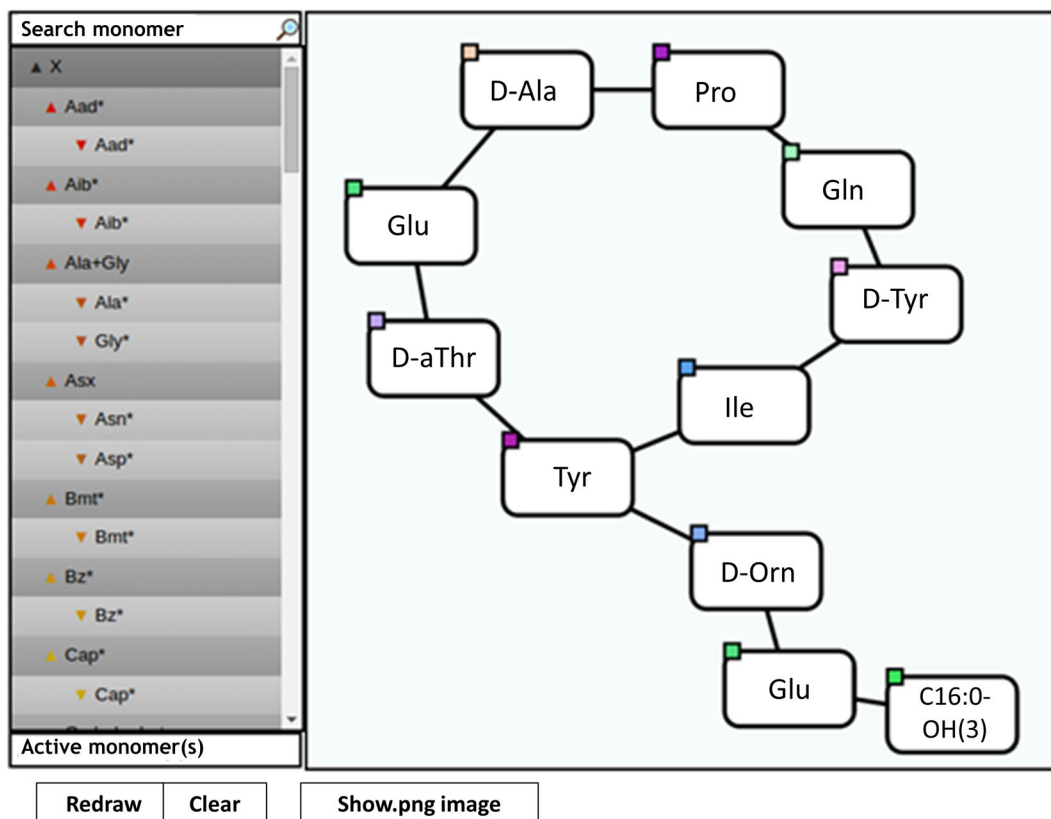 Search monomer
▲ X
▲ Aad*
▼ Aad*
▲ Aib*
▼ Aib*
▲ Ala+Gly
▼ Ala*
▼ Gly*
▲ Asx
▼ Asn*
▼ Asp*
▲ Bmt*
▼ Bmt*
▲ Bz*
▼ Bz*
▲ Cap*
▼ Cap*
Active monomer(s)
Redraw
Clear
Show.png image
D-Ala
Pro
Gln
Glu
D-Tyr
D-aThr
Ile
Tyr
D-Orn
Glu
C16:0-
OH(3)